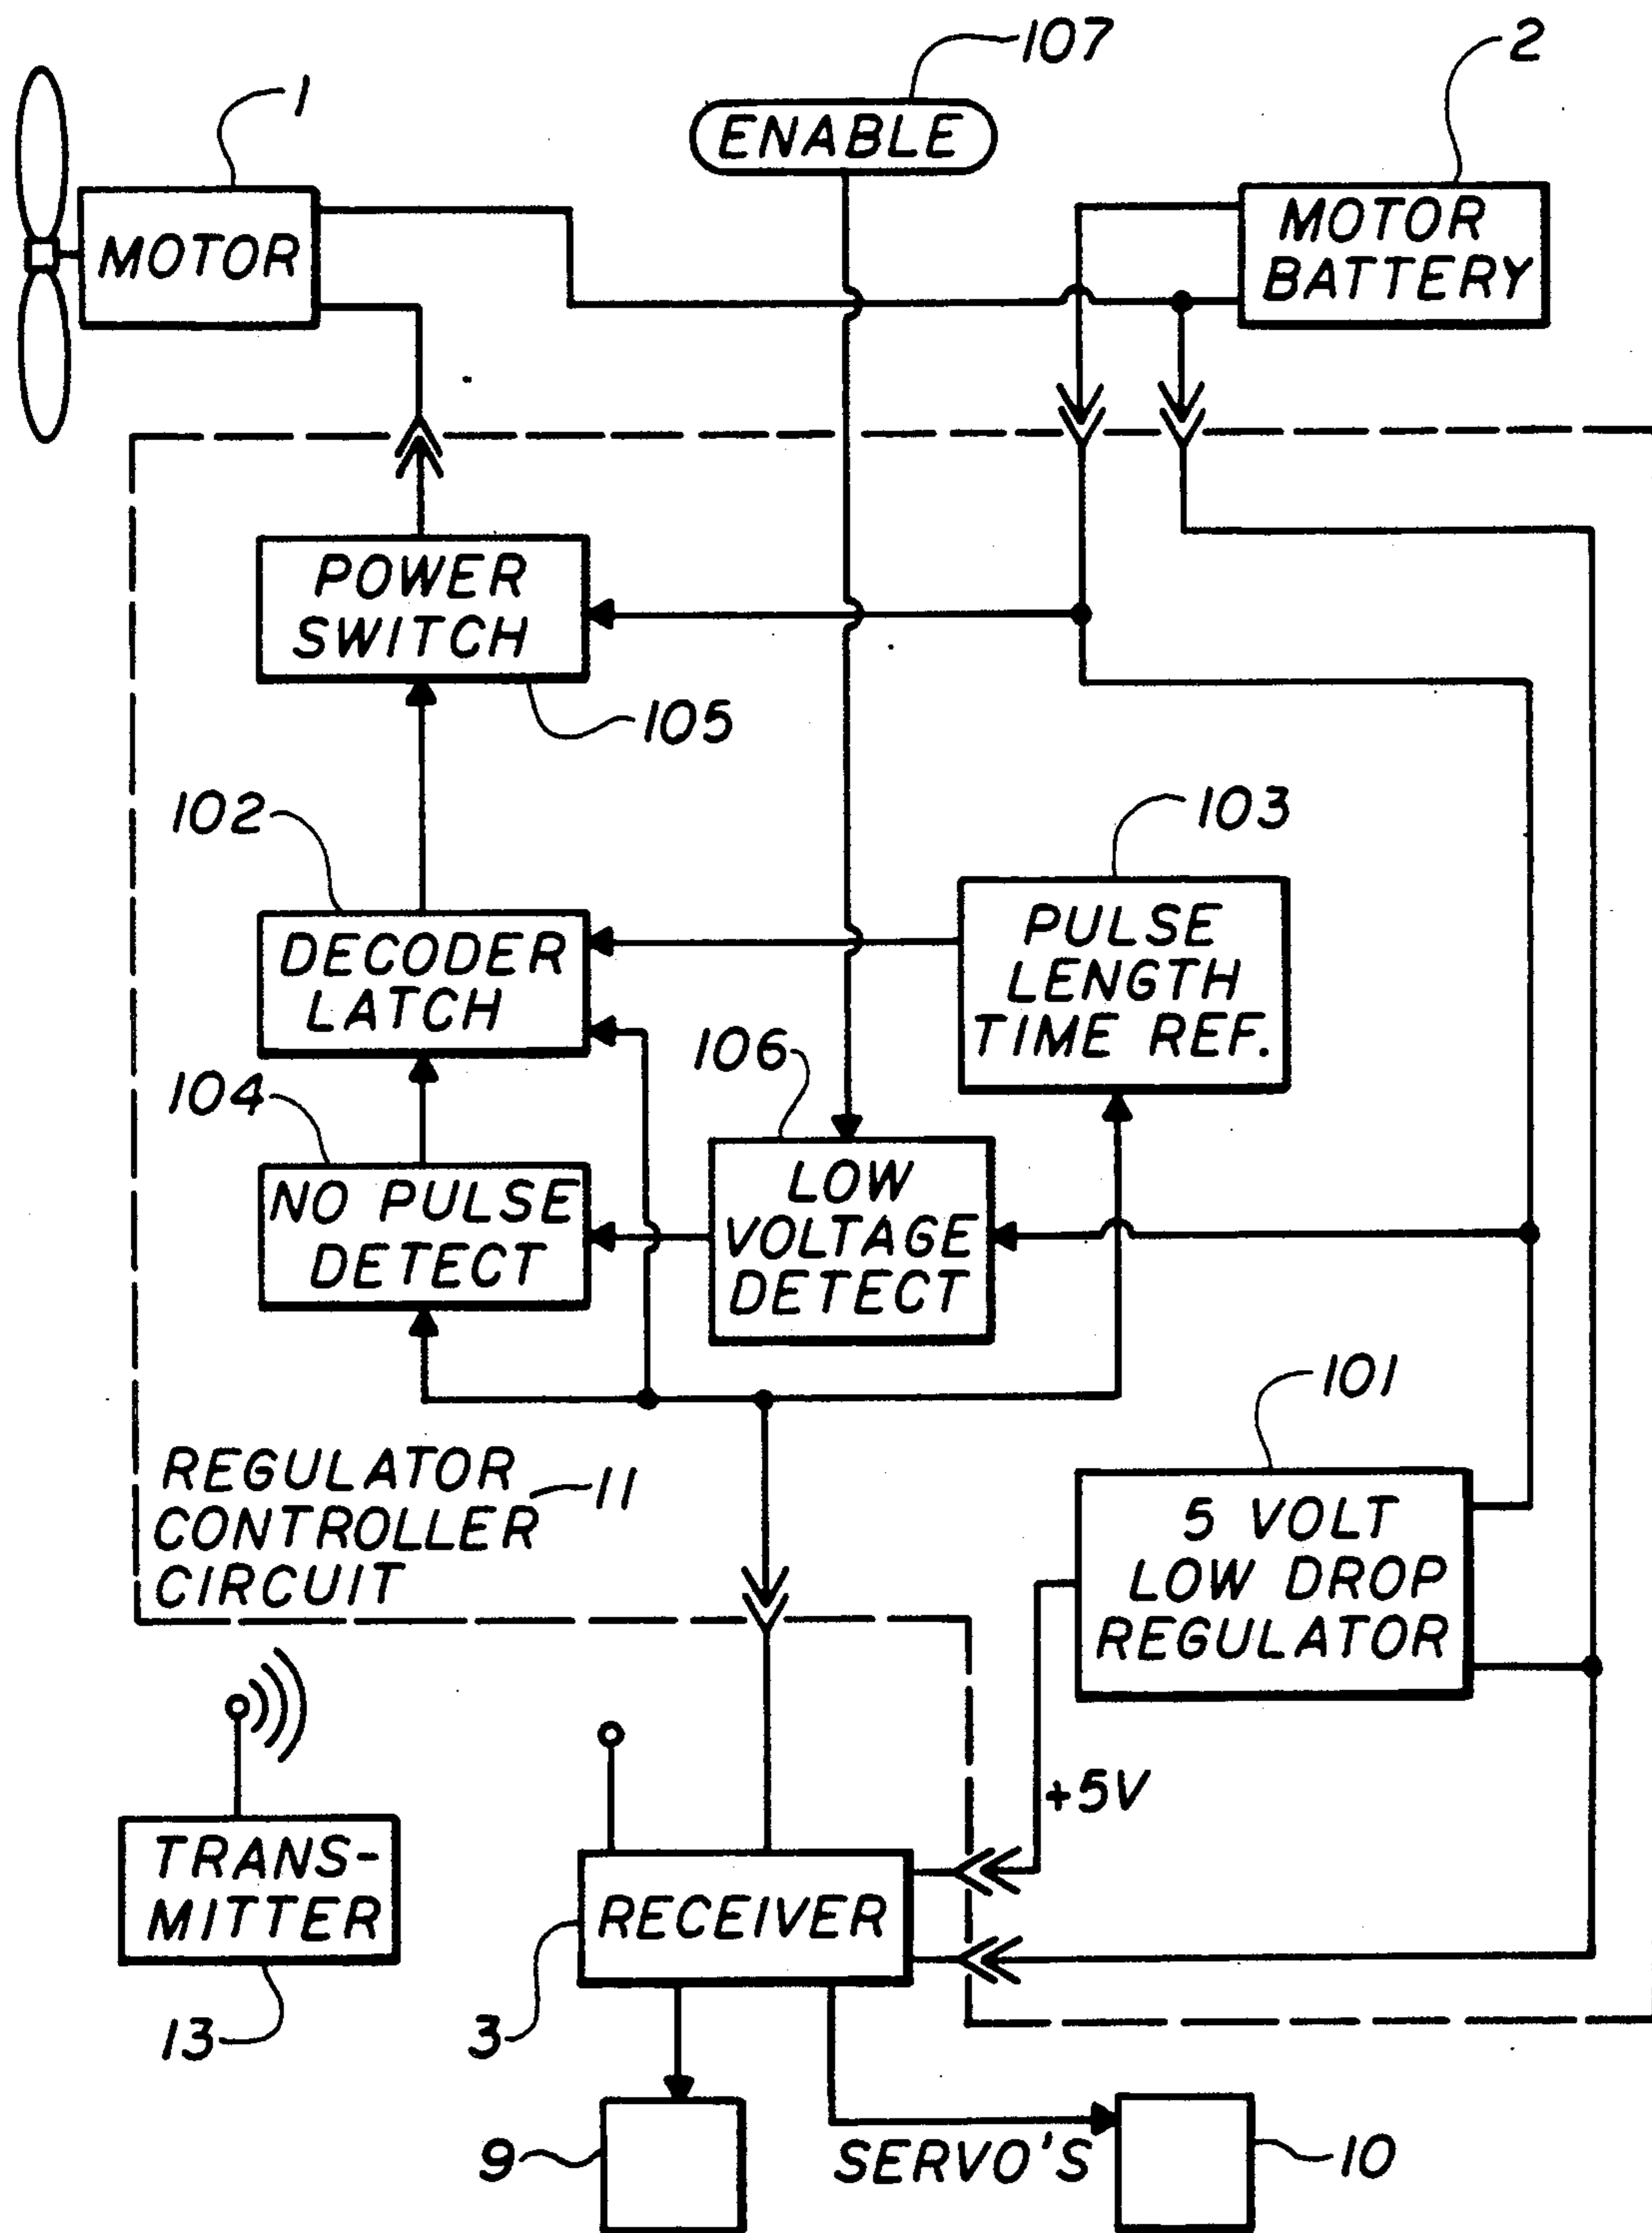 107
2
1
ENABLE
MOTOR
BATTERY
MOTOR
POWER
SWITCH
105
102
103
DECODER
LATCH
PULSE
LENGTH
TIME REF.
106
104
NO PULSE
DETECT
LOW
VOLTAGE
DETECT
101
REGULATOR
CONTROLLER
CIRCUIT
11
5 VOLT
LOW DROP
REGULATOR
+5V
TRANS-
MITTER
RECEIVER
13
3
9
SERVO'S
10